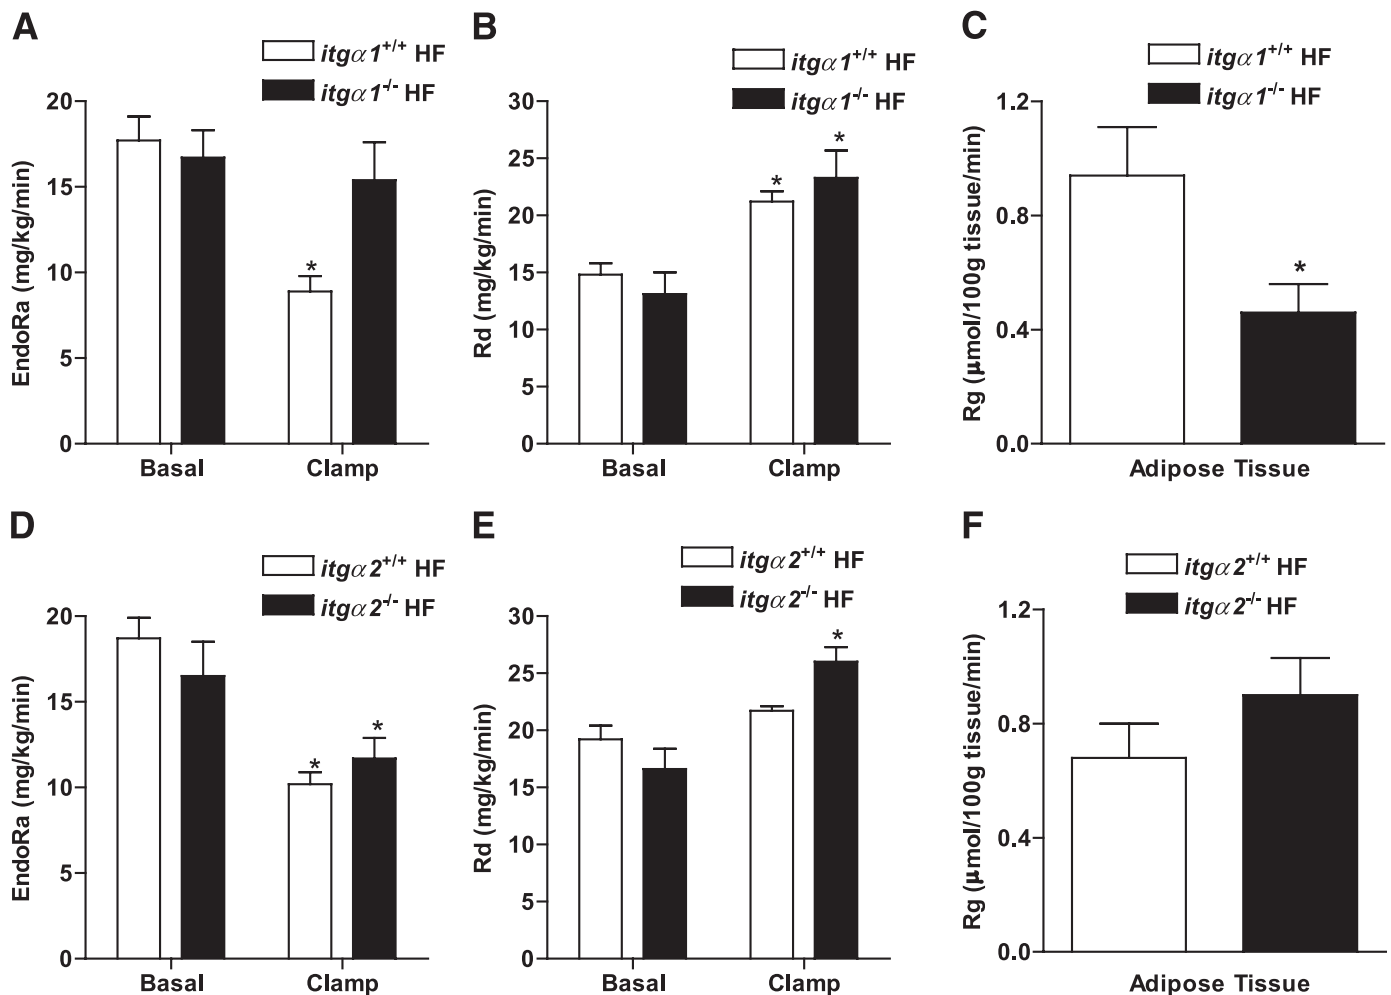 A
itgα1+/+ HF
itgα1-/- HF
EndoRa (mg/kg/min)
20
15
10
5
0
*
Basal
Clamp
B
itgα1+/+ HF
itgα1-/- HF
Rd (mg/kg/min)
30
25
20
15
10
5
0
*
*
Basal
Clamp
C
itgα1+/+ HF
itgα1-/- HF
Rg (μmol/100g tissue/min)
1.2
0.8
0.4
0.0
*
Adipose Tissue
D
itgα2+/+ HF
itgα2-/- HF
EndoRa (mg/kg/min)
20
15
10
5
0
*
*
Basal
Clamp
E
itgα2+/+ HF
itgα2-/- HF
Rd (mg/kg/min)
30
25
20
15
10
5
0
*
Basal
Clamp
F
itgα2+/+ HF
itgα2-/- HF
Rg (μmol/100g tissue/min)
1.2
0.8
0.4
0.0
Adipose Tissue